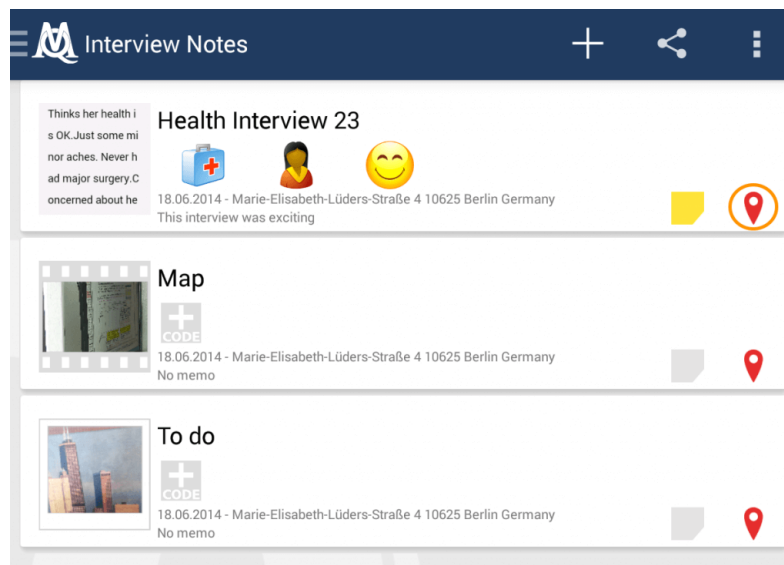 Interview Notes
Thinks her health i
s OK.Just some mi
nor aches. Never h
ad major surgery.C
oncerned about he
Health Interview 23
18.06.2014 - Marie-Elisabeth-Lüders-Straße 4 10625 Berlin Germany
This interview was exciting
Map
CODE
18.06.2014 - Marie-Elisabeth-Lüders-Straße 4 10625 Berlin Germany
No memo
To do
CODE
18.06.2014 - Marie-Elisabeth-Lüders-Straße 4 10625 Berlin Germany
No memo